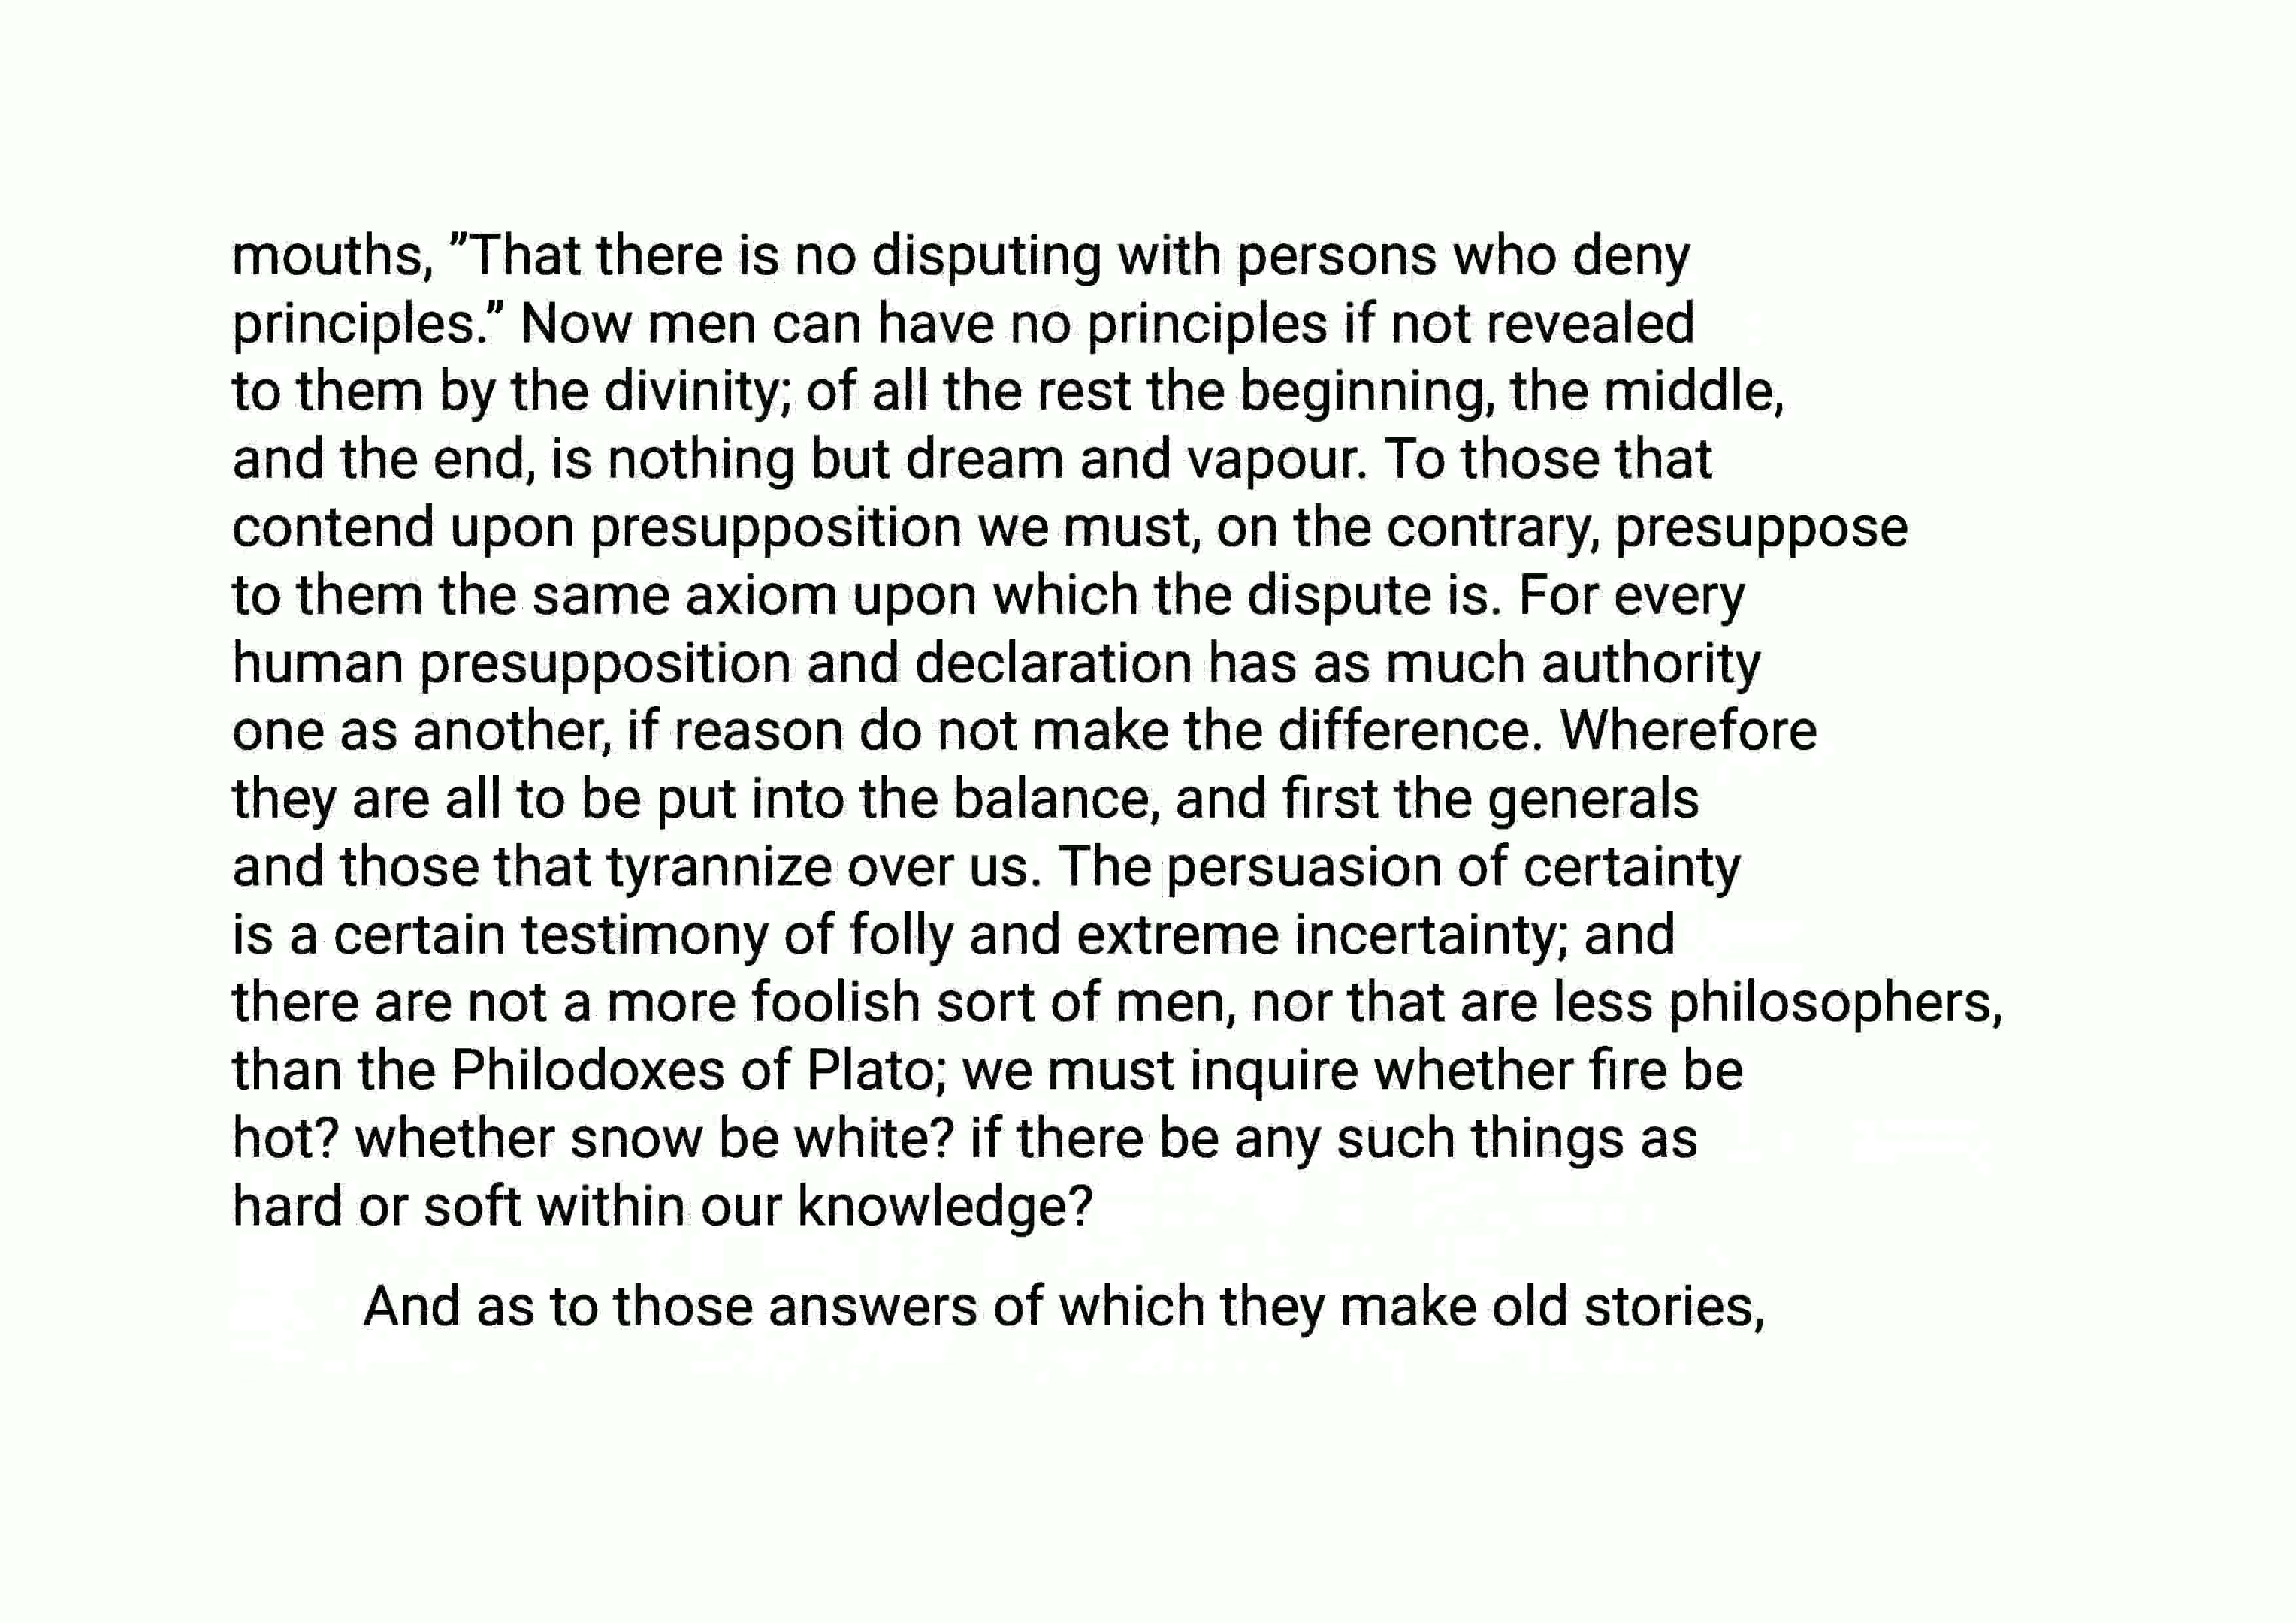 mouths, ”That there is no disputing with persons who deny
principles.” Now men can have no principles if not revealed
to them by the divinity; of all the rest the beginning, the middle,
and the end, is nothing but dream and vapour. To those that
contend upon presupposition we must, on the contrary, presuppose
to them the same axiom upon which the dispute is. For every
human presupposition and declaration has as much authority
one as another, if reason do not make the difference. Wherefore
they are all to be put into the balance, and first the generals
and those that tyrannize over us. The persuasion of certainty
is a certain testimony of folly and extreme incertainty; and
there are not a more foolish sort of men, nor that are less philosophers,
than the Philodoxes of Plato; we must inquire whether fire be
hot? whether snow be white? if there be any such things as
hard or soft within our knowledge?
And as to those answers of which they make old stories,